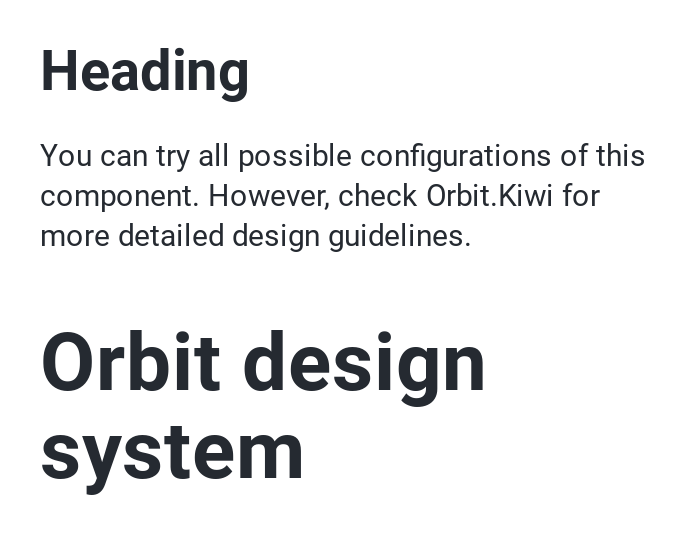 Heading
You can try all possible configurations of this
component. However, check Orbit.Kiwi for
more detailed design guidelines.
Orbit design
system